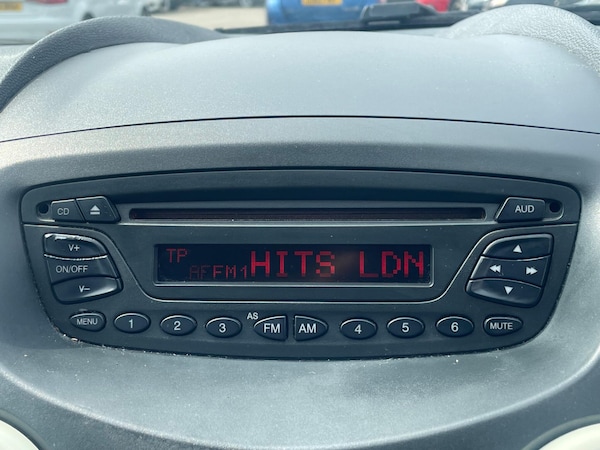 CD
AUD
V+
ON/OFF
V–
TP
AF FM1 HITS LDN
MENU 1 2 3 AS FM AM 4 5 6 MUTE